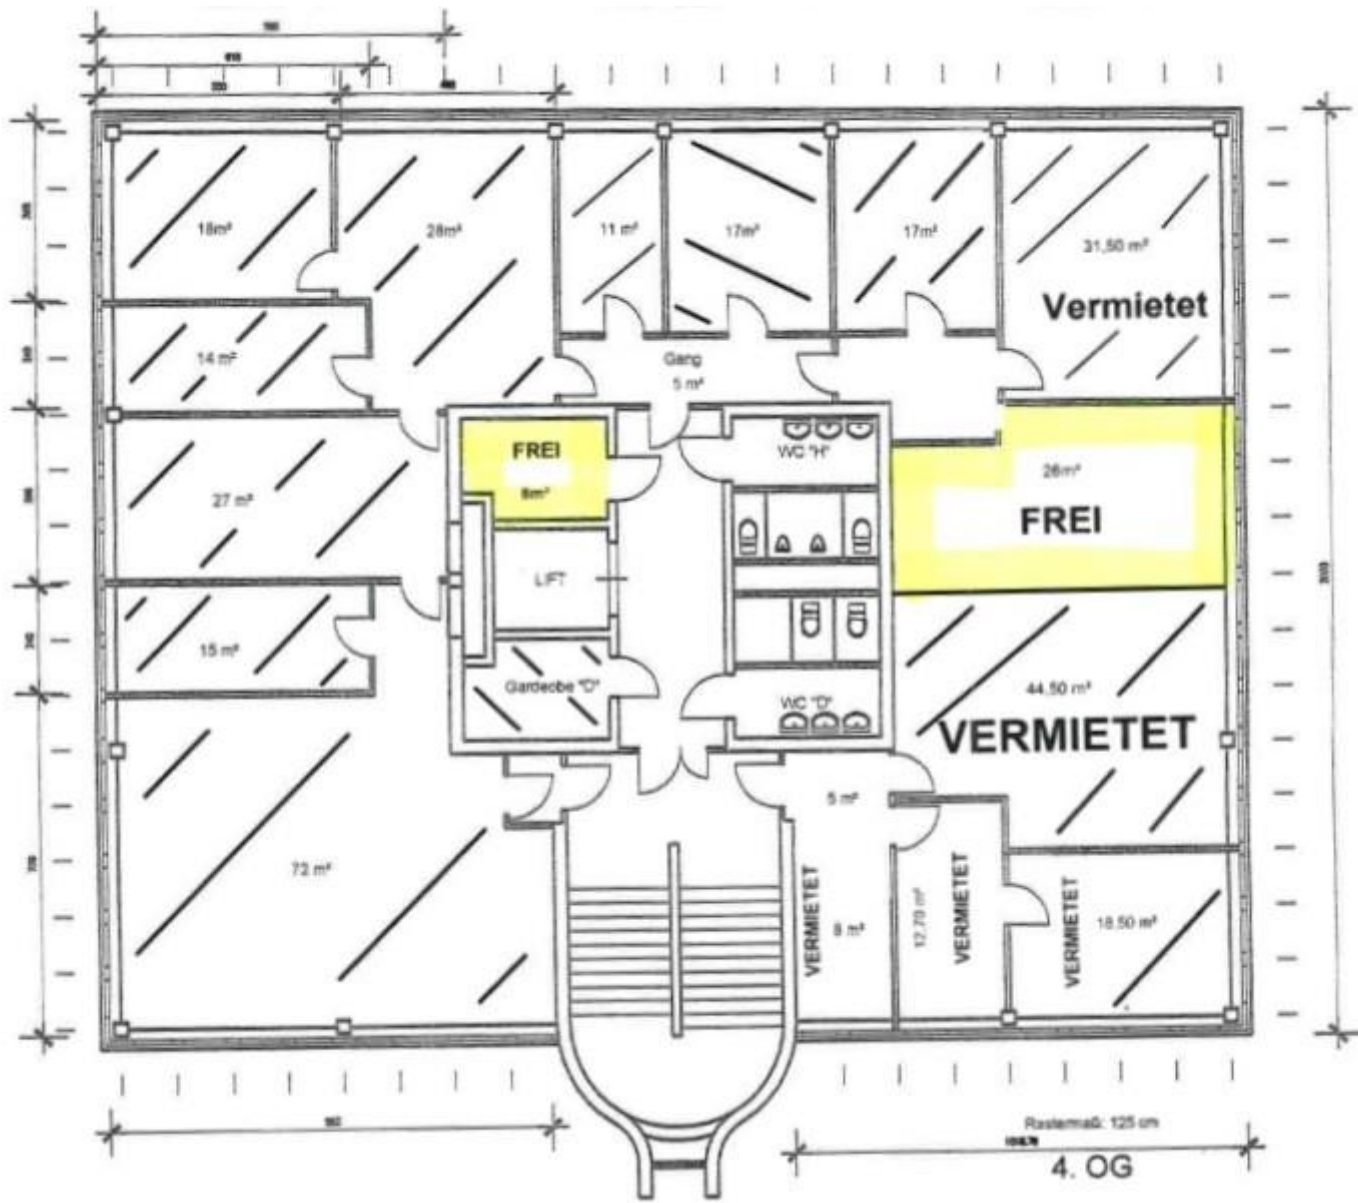 18m²
28m²
11 m²
17m²
17m²
31,50 m²
Vermietet
14 m²
Gang
5 m²
FREI
8m²
WC "H"
26m²
FREI
27 m²
LIFT
15 m²
Gardeobe "D"
WC "D"
44,50 m²
VERMIETET
5 m²
72 m²
VERMIETET
8 m²
12,70 m²
VERMIETET
VERMIETET
18,50 m²
Rastermaß: 125 cm
4. OG